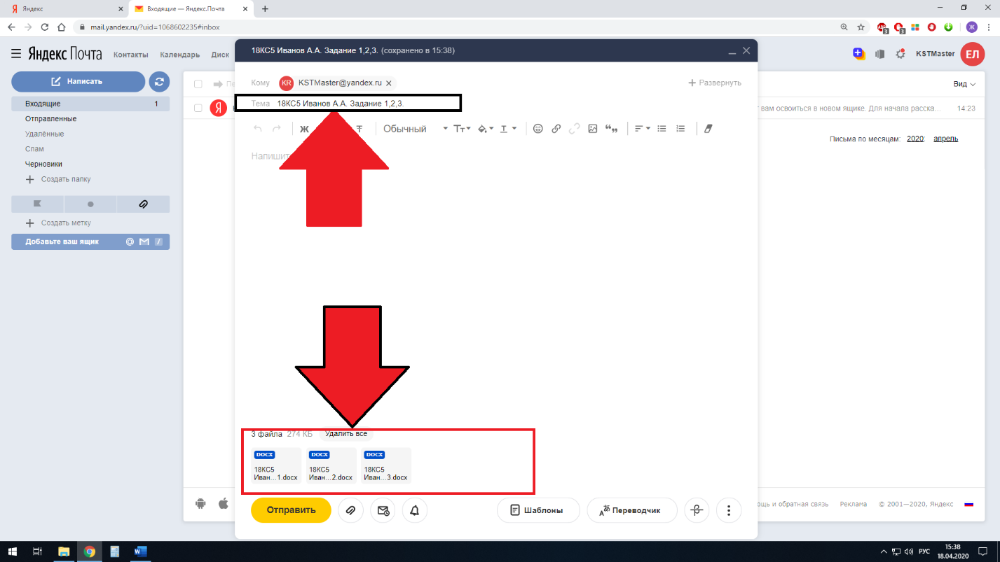 Яндекс
Входящие — Яндекс.Почта
mail.yandex.ru/?uid=1068602235#inbox
ABP 3
3
Ж
Яндекс Почта
Контакты
Календарь
Диск
KSTMaster
ЕЛ
Написать
Входящие 1
Отправленные
Удалённые
Спам
Черновики
Создать папку
Создать метку
Добавьте ваш ящик
18КС5 Иванов А.А. Задание 1,2,3. (сохранено в 15:38)
Кому KR KSTMaster@yandex.ru
Развернуть
Тема 18КС5 Иванов А.А. Задание 1,2,3.
Ж
Обычный
Напишит
Вид
т вам освоиться в новом ящике. Для начала расска... 14:23
Письма по месяцам: 2020: апрель
3 файла 274 КБ Удалить все
DOCX
18КС5
Иван...1.docx
DOCX
18КС5
Иван...2.docx
DOCX
18КС5
Иван...3.docx
Отправить
Шаблоны
Переводчик
ощь и обратная связь
Реклама
© 2001—2020, Яндекс
РУС
15:38
18.04.2020